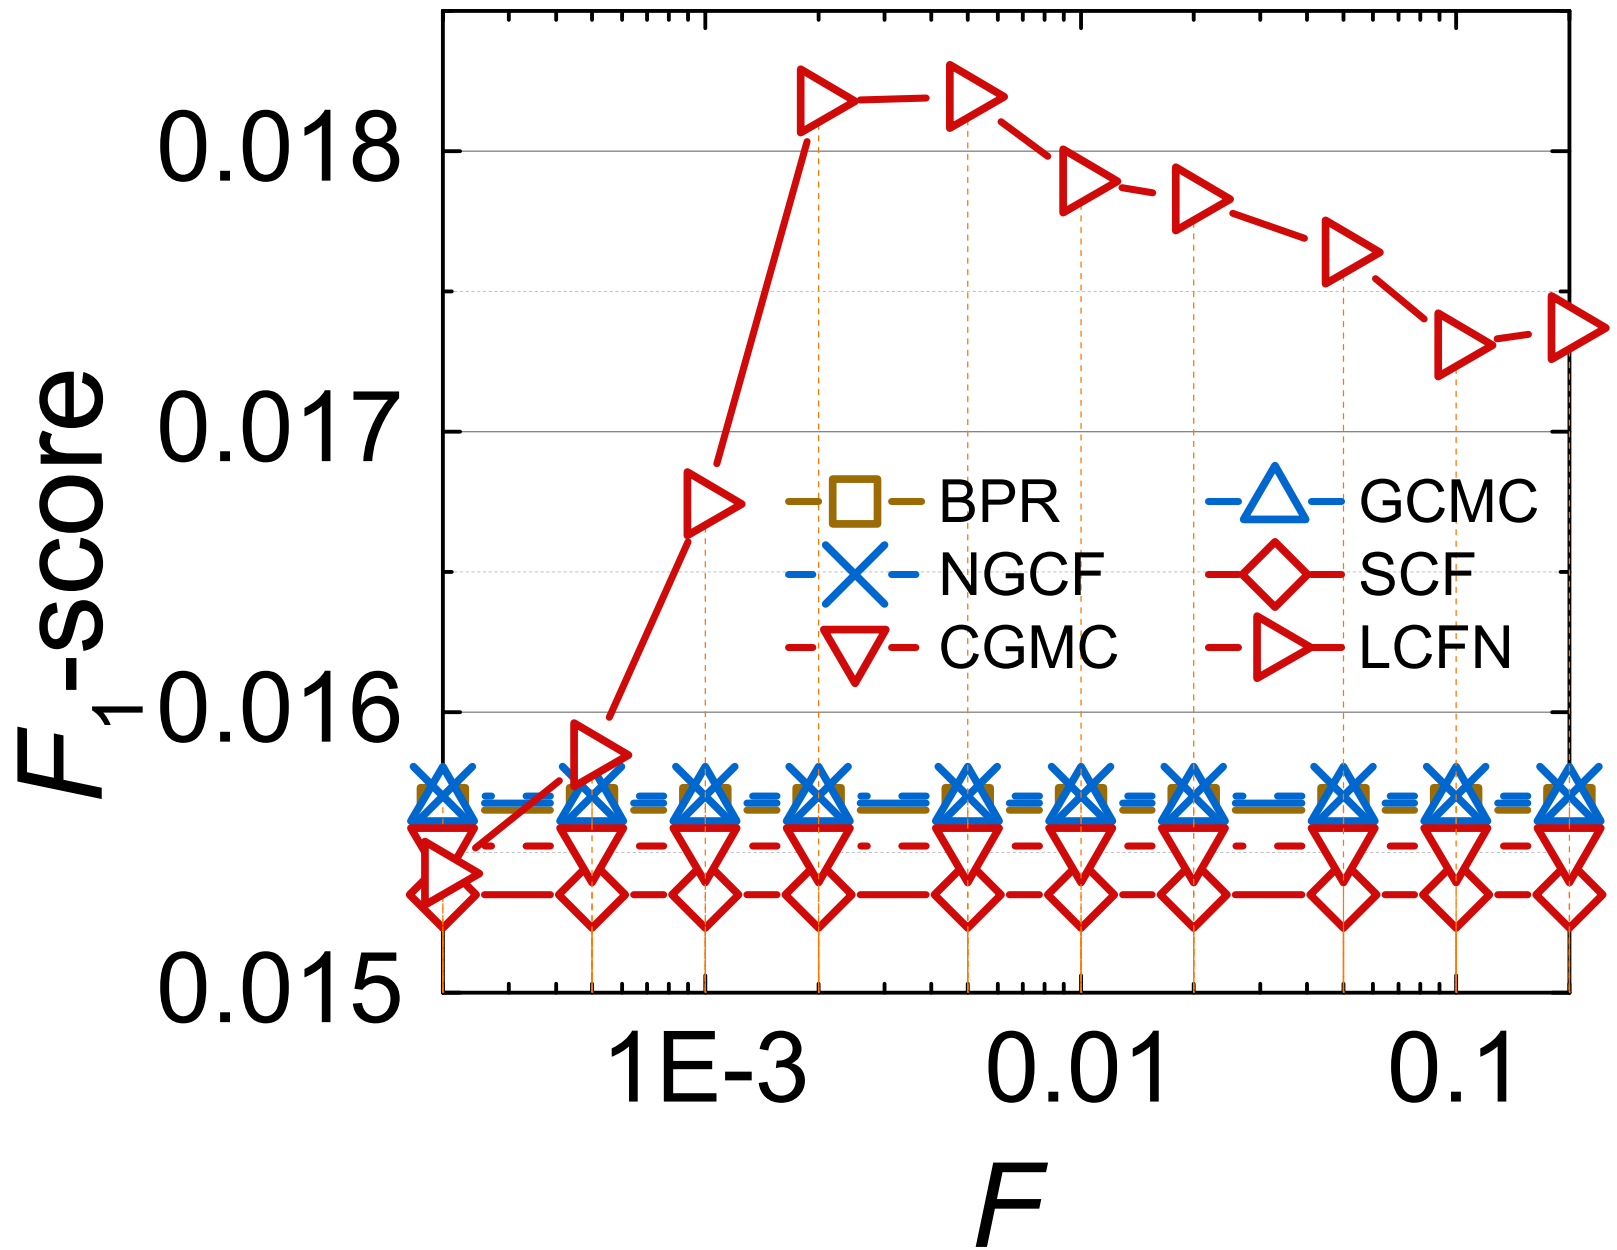 0.018
0.017
0.016
0.015
F1-score
BPR
GCMC
NGCF
SCF
CGMC
LCFN
1E-3
0.01
0.1
F